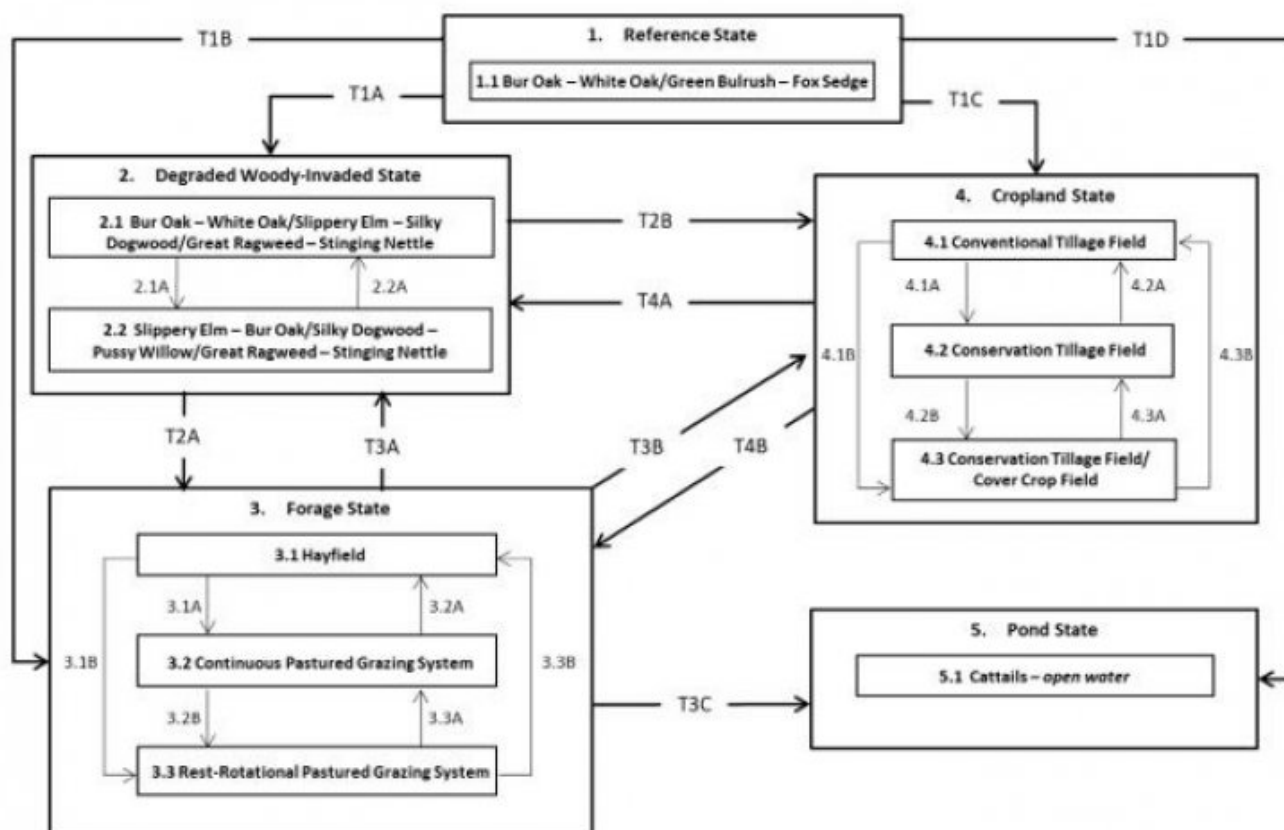 T1B
1. Reference State
T1D
1.1 Bur Oak – White Oak/Green Bulrush – Fox Sedge
T1A
T1C
2. Degraded Woody-Invaded State
2.1 Bur Oak – White Oak/Slippery Elm – Silky
Dogwood/Great Ragweed – Stinging Nettle
2.1A
2.2A
2.2 Slippery Elm – Bur Oak/Silky Dogwood –
Pussy Willow/Great Ragweed – Stinging Nettle
T2B
T4A
4. Cropland State
4.1 Conventional Tillage Field
4.1A
4.2A
4.1B
4.2 Conservation Tillage Field
4.3B
4.2B
4.3A
4.3 Conservation Tillage Field/
Cover Crop Field
T2A
T3A
T3B
T4B
3. Forage State
3.1 Hayfield
3.1A
3.2A
3.1B
3.2 Continuous Pastured Grazing System
3.3B
3.2B
3.3A
3.3 Rest-Rotational Pastured Grazing System
T3C
5. Pond State
5.1 Cattails – open water